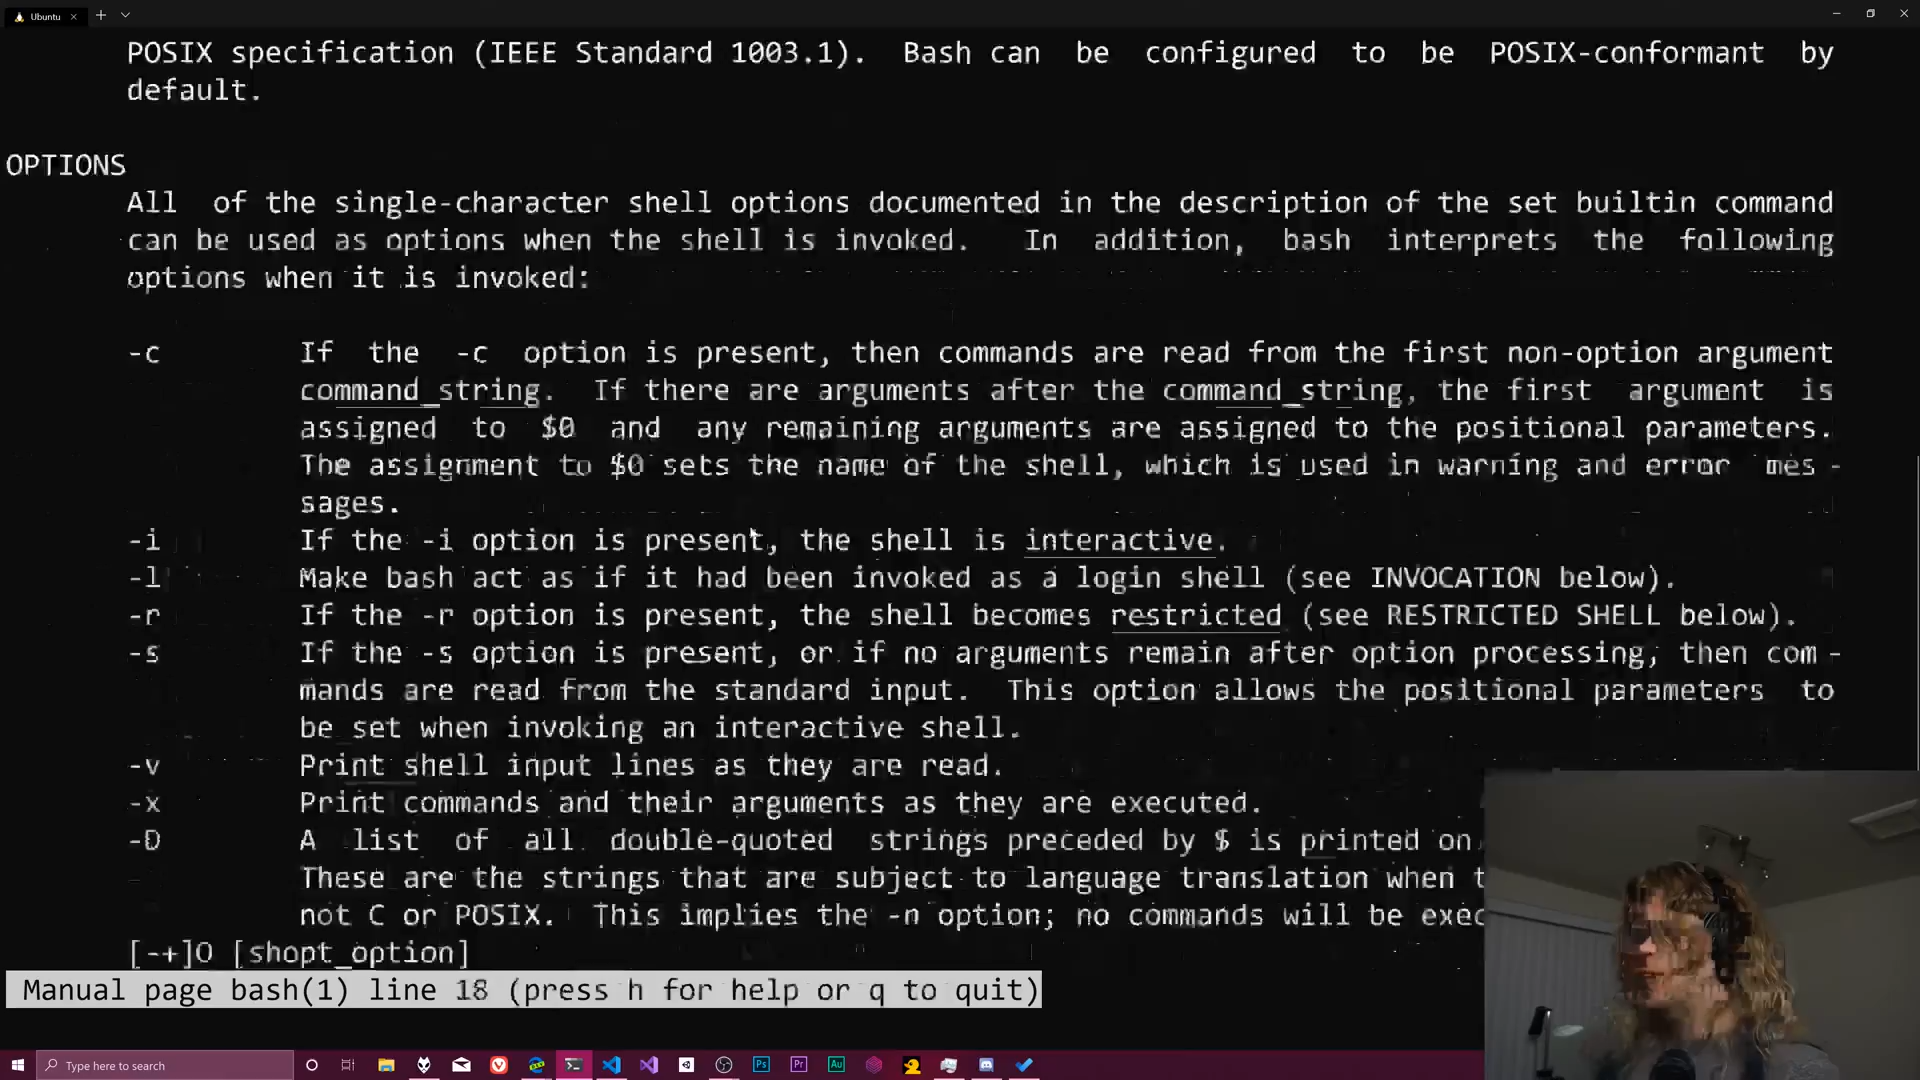 Ubuntu
POSIX specification (IEEE Standard 1003.1). Bash can be configured to be POSIX-conformant by
default.
OPTIONS
All of the single-character shell options documented in the description of the set builtin command
can be used as options when the shell is invoked. In addition, bash interprets the following
options when it is invoked:
-c If the -c option is present, then commands are read from the first non-option argument
command_string. If there are arguments after the command_string, the first argument is
assigned to $0 and any remaining arguments are assigned to the positional parameters.
The assignment to $0 sets the name of the shell, which is used in warning and error mes-
sages.
-i If the -i option is present, the shell is interactive.
-l Make bash act as if it had been invoked as a login shell (see INVOCATION below).
-r If the -r option is present, the shell becomes restricted (see RESTRICTED SHELL below).
-s If the -s option is present, or if no arguments remain after option processing, then com-
mands are read from the standard input. This option allows the positional parameters to
be set when invoking an interactive shell.
-v Print shell input lines as they are read.
-x Print commands and their arguments as they are executed.
-D A list of all double-quoted strings preceded by $ is printed on
These are the strings that are subject to language translation when t
not C or POSIX. This implies the -n option; no commands will be exec
[-+]O [shopt_option]
Manual page bash(1) line 18 (press h for help or q to quit)
Type here to search
Ps
Pr
Au